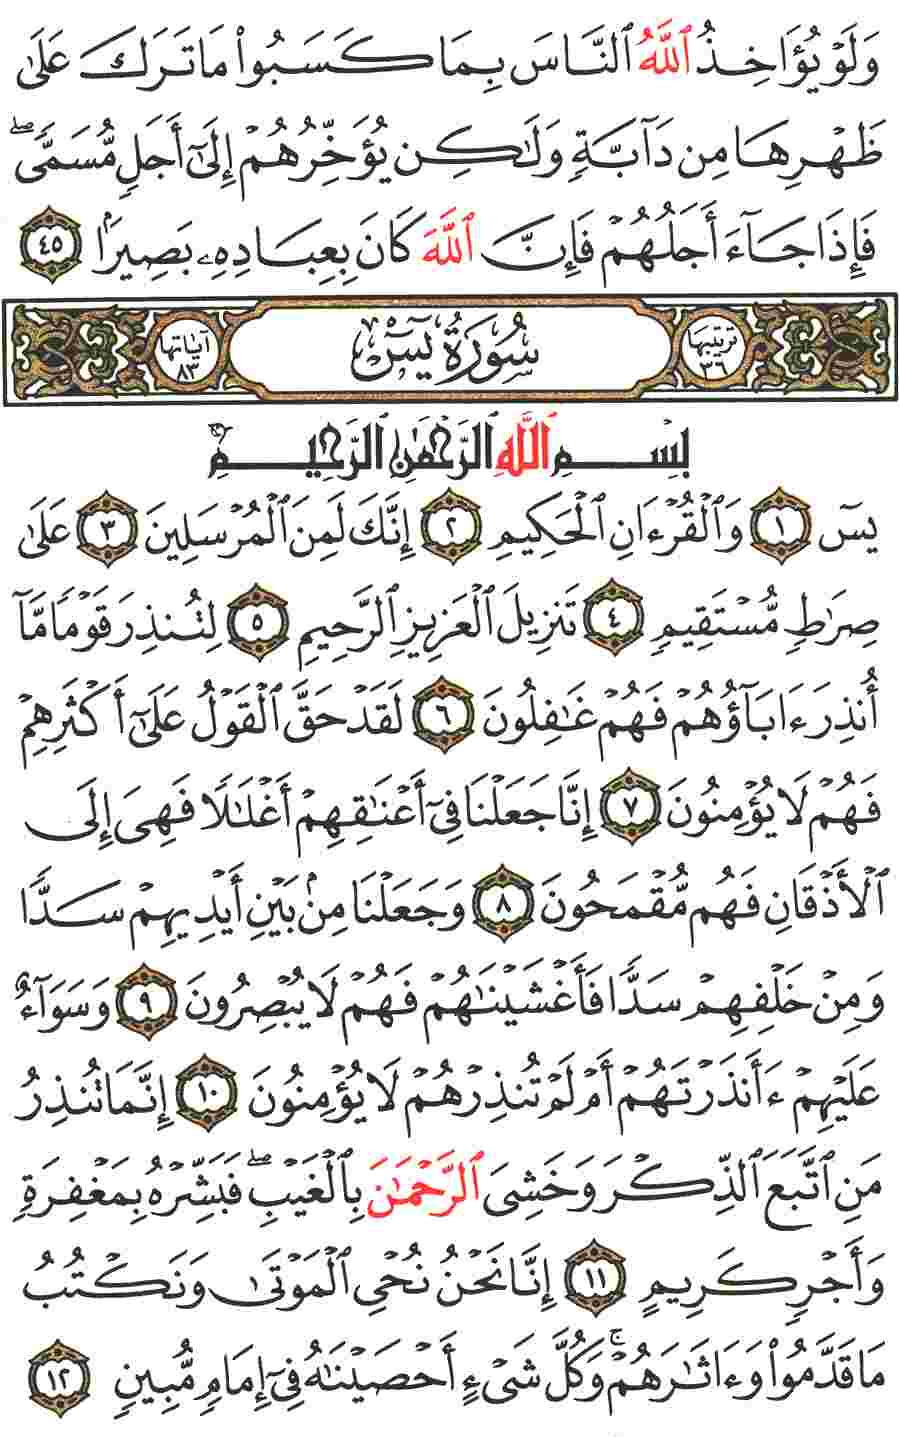 وَلَوْ يُؤَاخِذُ ٱللَّهُ ٱلنَّاسَ بِمَا كَسَبُوا۟ مَا تَرَكَ عَلَىٰ
ظَهْرِهَا مِن دَآبَّةٍ وَلَٰكِن يُؤَخِّرُهُمْ إِلَىٰٓ أَجَلٍ مُّسَمًّى ۖ
فَإِذَا جَآءَ أَجَلُهُمْ فَإِنَّ ٱللَّهَ كَانَ بِعِبَادِهِۦ بَصِيرًۢا ٤٥
ترتيبها ٣٦ سُورَةُ يسٓ آياتها ٨٣
بِسْمِ ٱللَّهِ ٱلرَّحْمَٰنِ ٱلرَّحِيمِ
يسٓ ١ وَٱلْقُرْءَانِ ٱلْحَكِيمِ ٢ إِنَّكَ لَمِنَ ٱلْمُرْسَلِينَ ٣ عَلَىٰ
صِرَٰطٍ مُّسْتَقِيمٍ ٤ تَنزِيلَ ٱلْعَزِيزِ ٱلرَّحِيمِ ٥ لِتُنذِرَ قَوْمًا مَّآ
أُنذِرَ ءَابَآؤُهُمْ فَهُمْ غَٰفِلُونَ ٦ لَقَدْ حَقَّ ٱلْقَوْلُ عَلَىٰٓ أَكْثَرِهِمْ
فَهُمْ لَا يُؤْمِنُونَ ٧ إِنَّا جَعَلْنَا فِىٓ أَعْنَٰقِهِمْ أَغْلَٰلًا فَهِىَ إِلَى
ٱلْأَذْقَانِ فَهُم مُّقْمَحُونَ ٨ وَجَعَلْنَا مِنۢ بَيْنِ أَيْدِيهِمْ سَدًّا
وَمِنْ خَلْفِهِمْ سَدًّا فَأَغْشَيْنَٰهُمْ فَهُمْ لَا يُبْصِرُونَ ٩ وَسَوَآءٌ
عَلَيْهِمْ ءَأَنذَرْتَهُمْ أَمْ لَمْ تُنذِرْهُمْ لَا يُؤْمِنُونَ ١٠ إِنَّمَا تُنذِرُ
مَنِ ٱتَّبَعَ ٱلذِّكْرَ وَخَشِىَ ٱلرَّحْمَٰنَ بِٱلْغَيْبِ ۖ فَبَشِّرْهُ بِمَغْفِرَةٍ
وَأَجْرٍ كَرِيمٍ ١١ إِنَّا نَحْنُ نُحْىِ ٱلْمَوْتَىٰ وَنَكْتُبُ
مَا قَدَّمُوا۟ وَءَاثَٰرَهُمْ ۚ وَكُلَّ شَىْءٍ أَحْصَيْنَٰهُ فِىٓ إِمَامٍ مُّبِينٍ ١٢